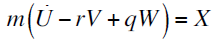 m(U̇ − rV + qW) = X